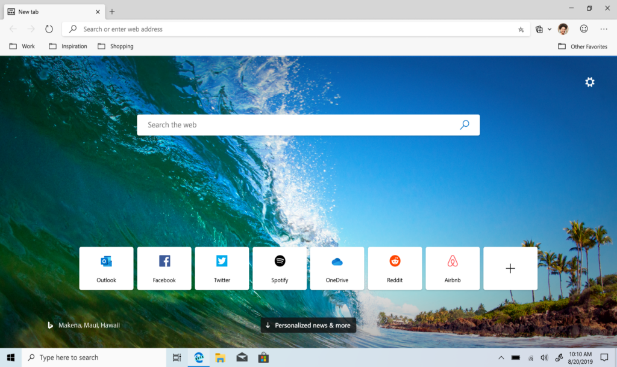 New tab
Search or enter web address
Work Inspiration Shopping Other Favorites
Search the web
Outlook Facebook Twitter Spotify OneDrive Reddit Airbnb
Makena, Maui, Hawaii
Personalized news & more
Type here to search
10:10 AM
8/20/2019